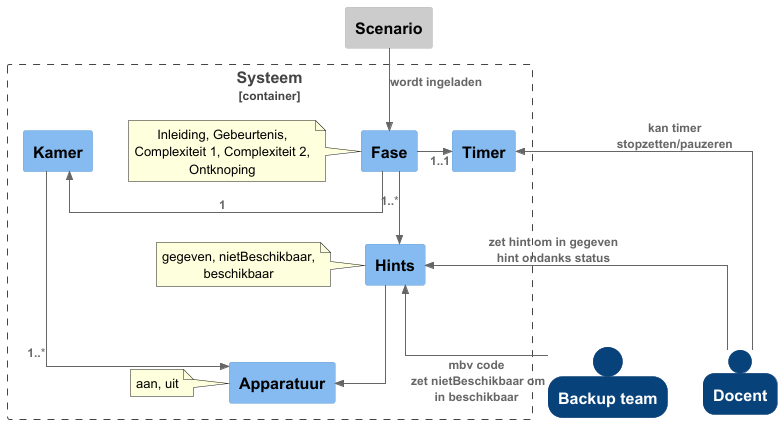 Scenario
wordt ingeladen
Systeem
[container]
Inleiding, Gebeurtenis,
Complexiteit 1, Complexiteit 2,
Ontknoping
Kamer
Fase
1..1
Timer
kan timer
stopzetten/pauzeren
1
1..*
gegeven, nietBeschikbaar,
beschikbaar
Hints
zet hint om in gegeven
hint ondanks status
1..*
aan, uit
Apparatuur
mbv code
zet nietBeschikbaar om
in beschikbaar
Backup team
Docent